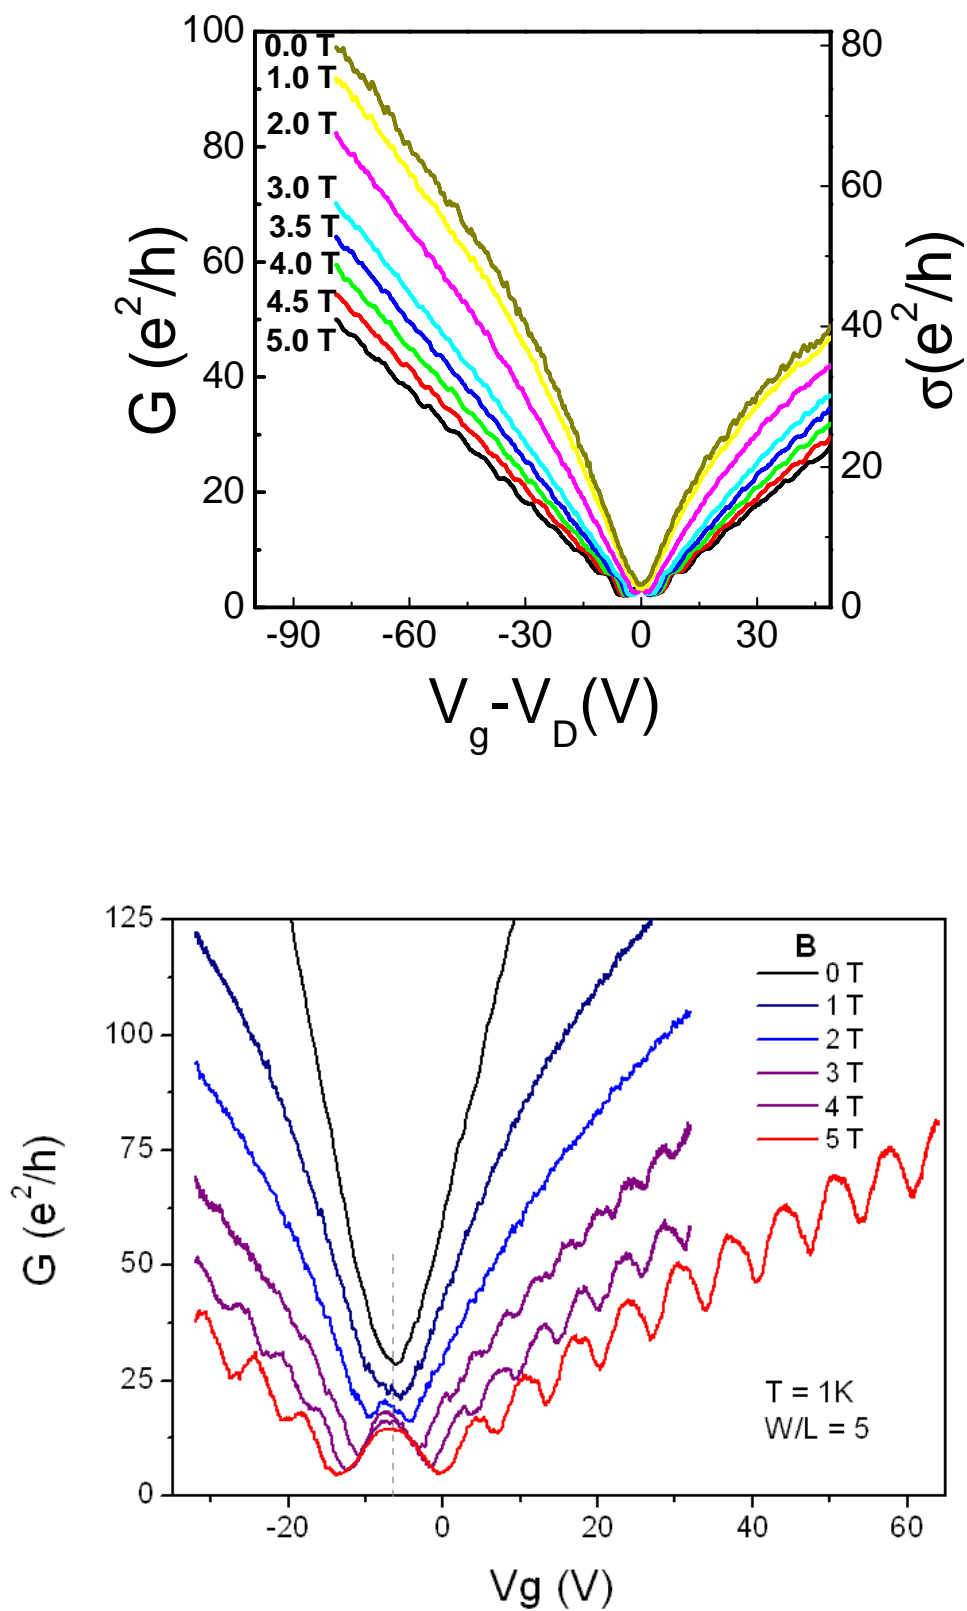 100
80
60
40
20
0
G (e²/h)
0.0 T
1.0 T
2.0 T
3.0 T
3.5 T
4.0 T
4.5 T
5.0 T
80
60
40
20
0
σ(e²/h)
-90 -60 -30 0 30
V_g-V_D(V)
125
100
75
50
25
0
G (e²/h)
B
0 T
1 T
2 T
3 T
4 T
5 T
T = 1K
W/L = 5
-20 0 20 40 60
Vg (V)